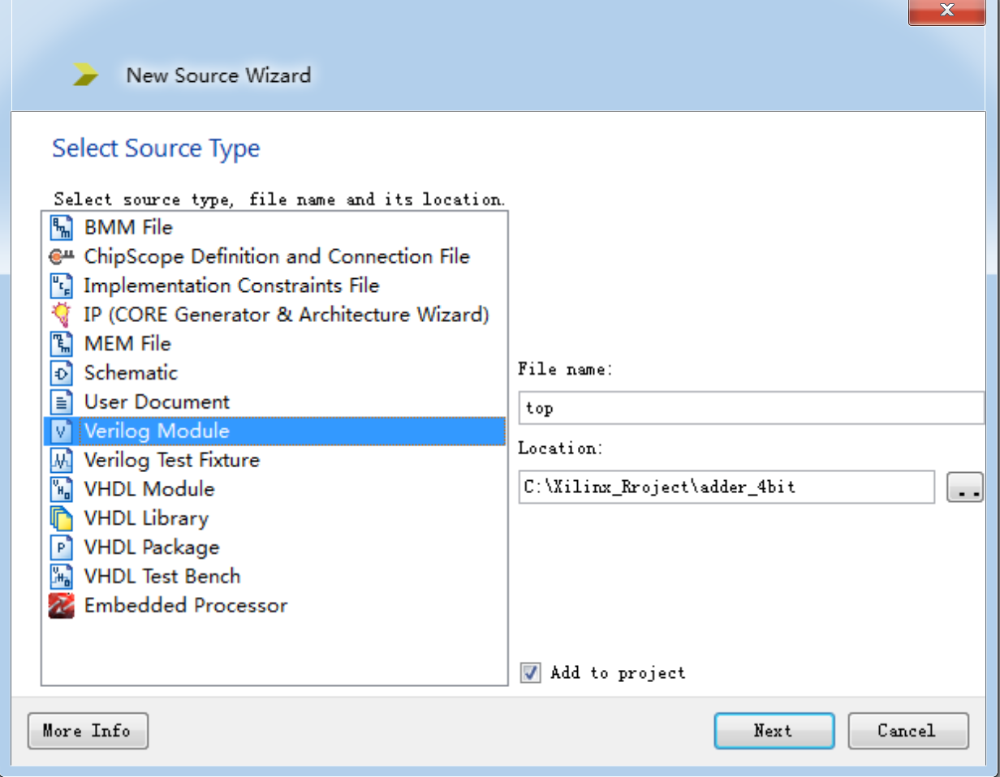 X
New Source Wizard
Select Source Type
Select source type, file name and its location.
BMM File
ChipScope Definition and Connection File
Implementation Constraints File
IP (CORE Generator & Architecture Wizard)
MEM File
Schematic
User Document
Verilog Module
Verilog Test Fixture
VHDL Module
VHDL Library
VHDL Package
VHDL Test Bench
Embedded Processor
File name:
top
Location:
C:\Xilinx_Rroject\adder_4bit
..
Add to project
More Info
Next
Cancel